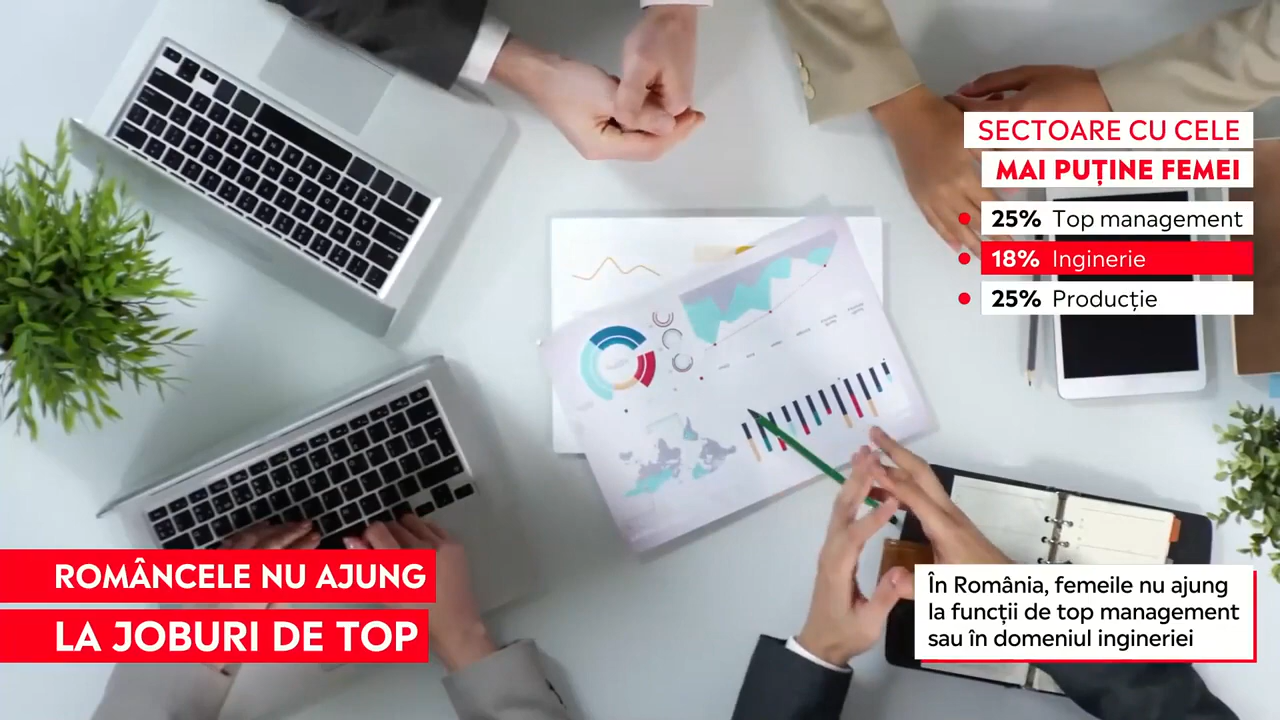 SECTOARE CU CELE
MAI PUȚINE FEMEI
25% Top management
18% Inginerie
25% Producție
ROMÂNCELE NU AJUNG
LA JOBURI DE TOP
În România, femeile nu ajung
la funcții de top management
sau în domeniul ingineriei